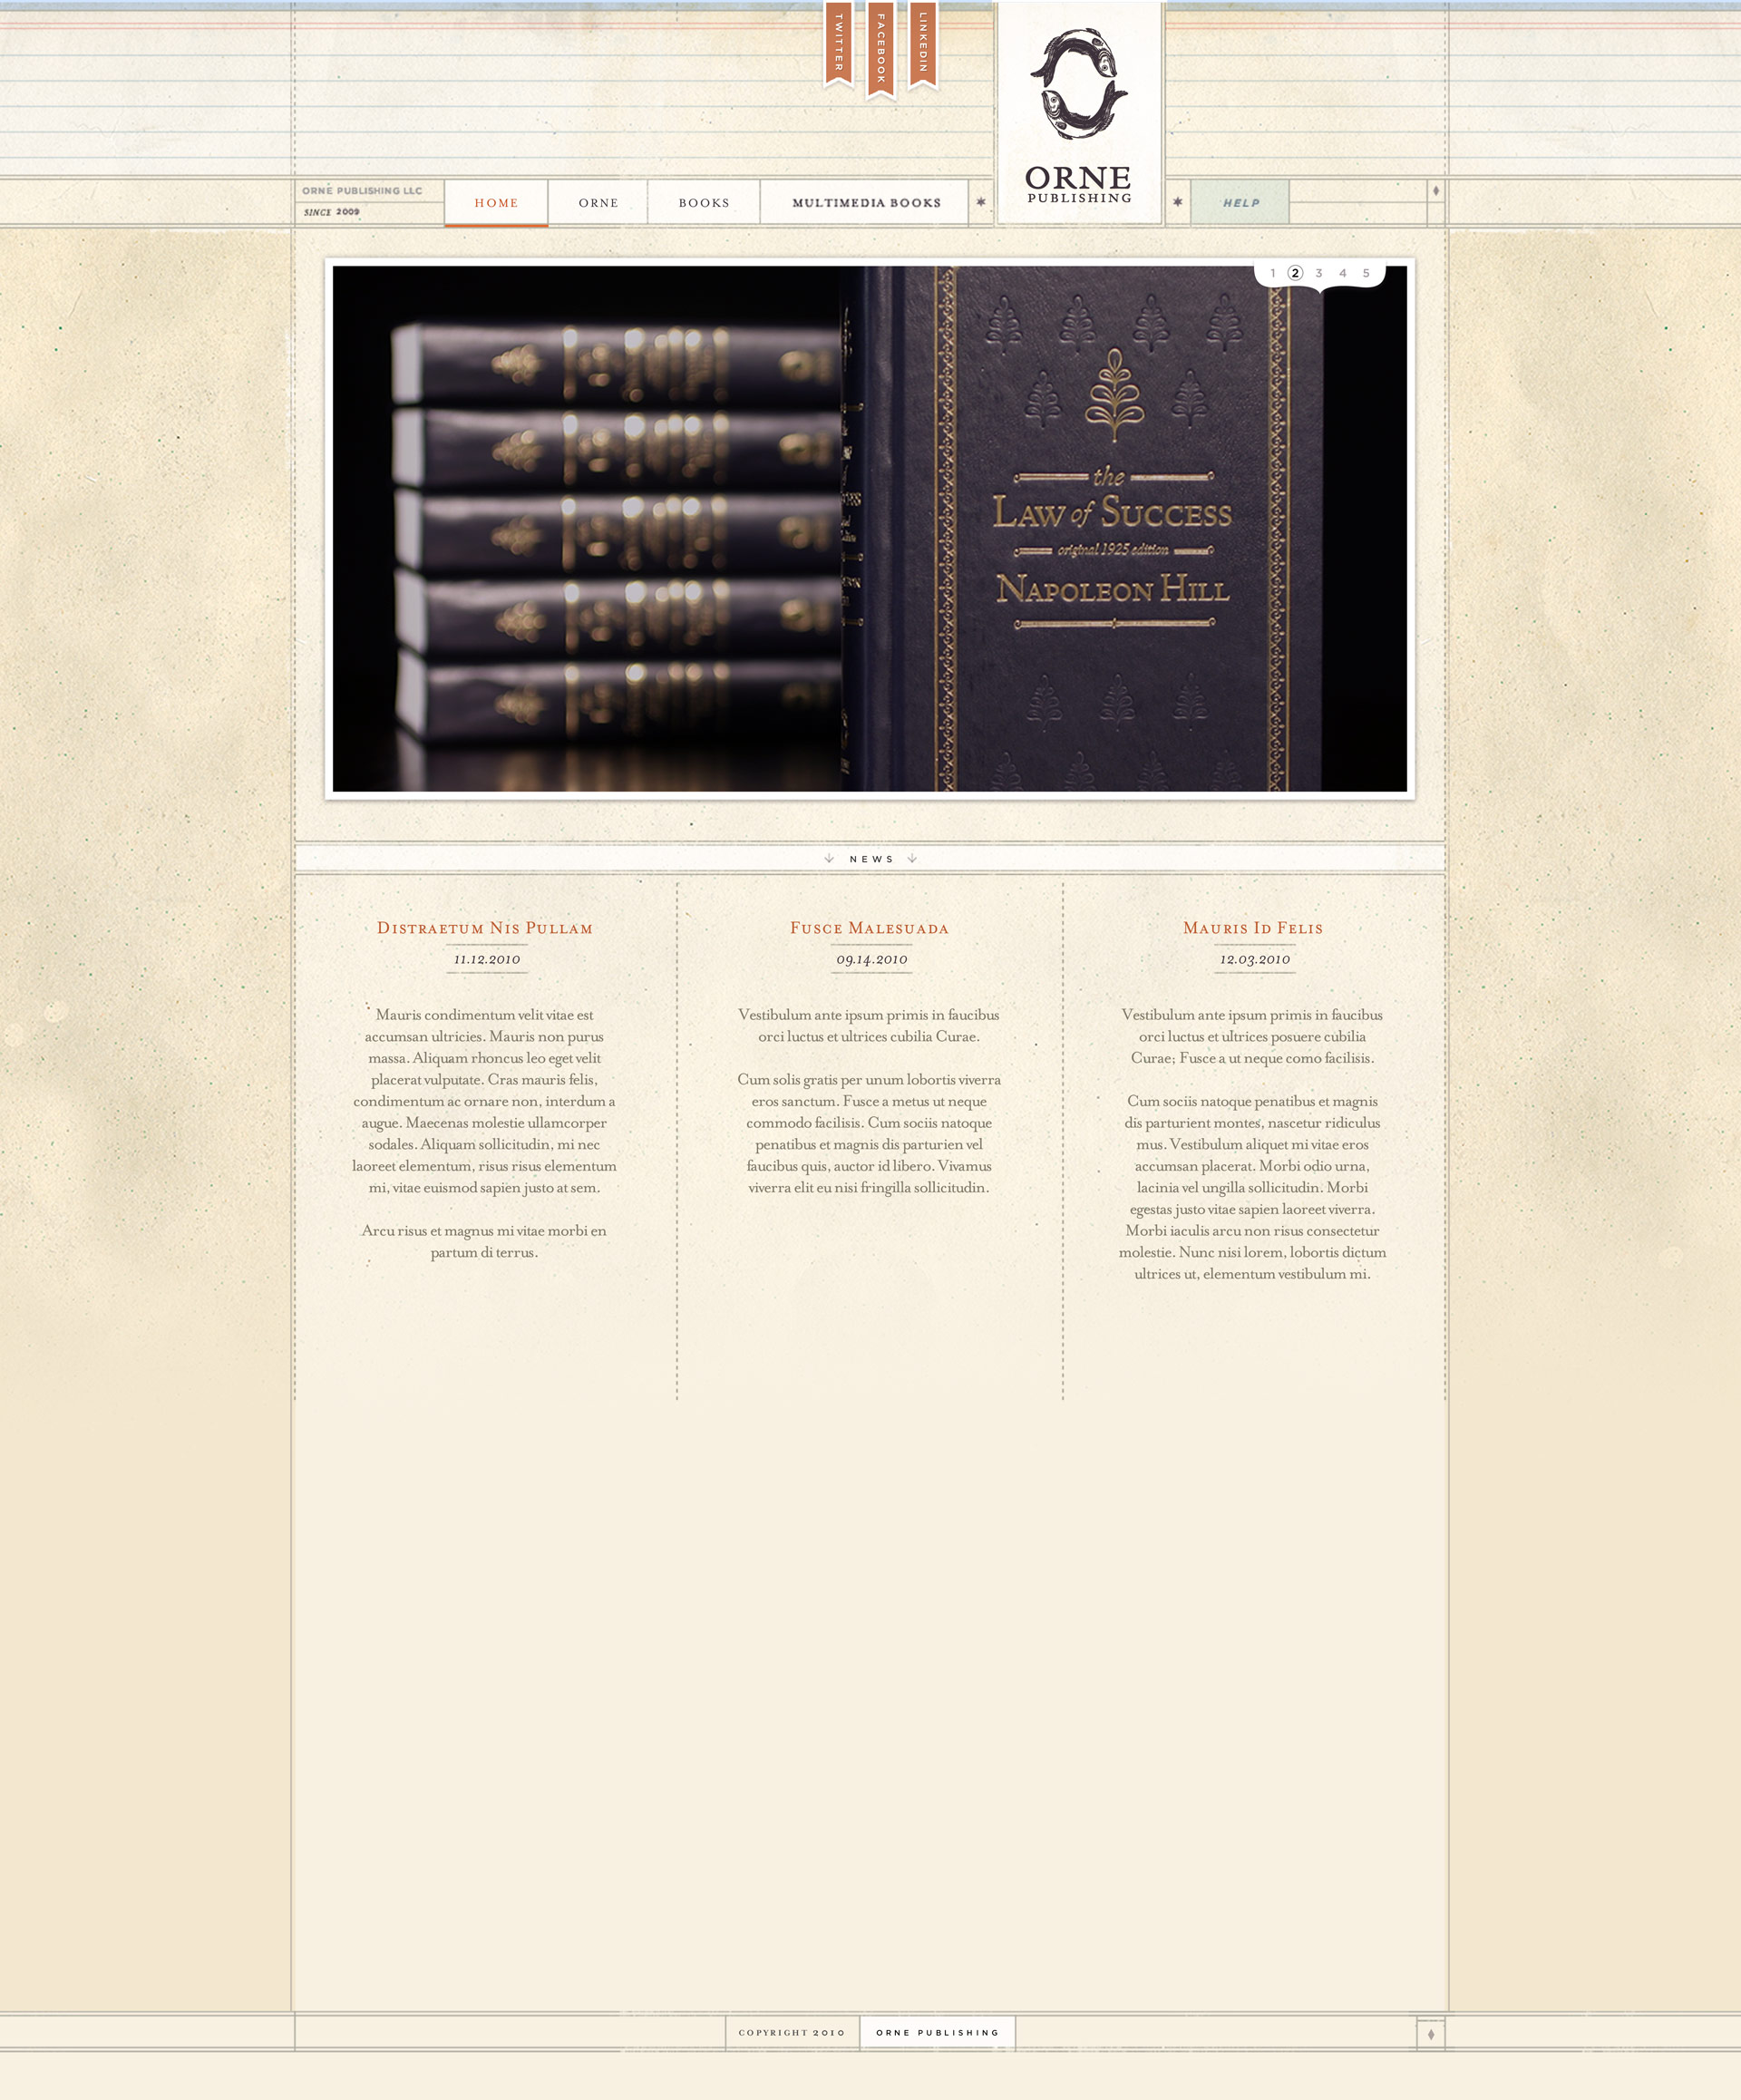 TWITTER
FACEBOOK
LINKEDIN
ORNE
PUBLISHING
ORNE PUBLISHING LLC
SINCE 2009
HOME
ORNE
BOOKS
MULTIMEDIA BOOKS
HELP
1 2 3 4 5
the
LAW of SUCCESS
original 1925 edition
NAPOLEON HILL
NEWS
DISTRAETUM NIS PULLAM
11.12.2010
Mauris condimentum velit vitae est
accumsan ultricies. Mauris non purus
massa. Aliquam rhoncus leo eget velit
placerat vulputate. Cras mauris felis,
condimentum ac ornare non, interdum a
augue. Maecenas molestie ullamcorper
sodales. Aliquam sollicitudin, mi nec
laoreet elementum, risus risus elementum
mi, vitae euismod sapien justo at sem.
Arcu risus et magnus mi vitae morbi en
partum di terrus.
FUSCE MALESUADA
09.14.2010
Vestibulum ante ipsum primis in faucibus
orci luctus et ultrices cubilia Curae.
Cum solis gratis per unum lobortis viverra
eros sanctum. Fusce a metus ut neque
commodo facilisis. Cum sociis natoque
penatibus et magnis dis parturien vel
faucibus quis, auctor id libero. Vivamus
viverra elit eu nisi fringilla sollicitudin.
MAURIS ID FELIS
12.03.2010
Vestibulum ante ipsum primis in faucibus
orci luctus et ultrices posuere cubilia
Curae; Fusce a ut neque como facilisis.
Cum sociis natoque penatibus et magnis
dis parturient montes, nascetur ridiculus
mus. Vestibulum aliquet mi vitae eros
accumsan placerat. Morbi odio urna,
lacinia vel ungilla sollicitudin. Morbi
egestas justo vitae sapien laoreet viverra.
Morbi iaculis arcu non risus consectetur
molestie. Nunc nisi lorem, lobortis dictum
ultrices ut, elementum vestibulum mi.
COPYRIGHT 2010
ORNE PUBLISHING